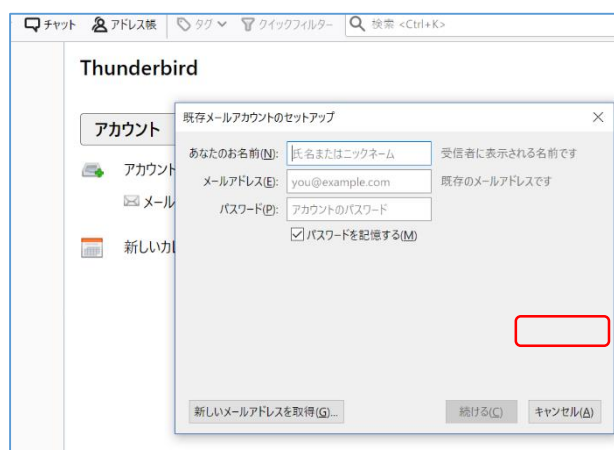 チャット アドレス帳 タグ クイックフィルター 検索 <Ctrl+K>
Thunderbird
アカウント
アカウント
メール
新しいカレ
既存メールアカウントのセットアップ
あなたのお名前(N): 氏名またはニックネーム 受信者に表示される名前です
メールアドレス(E): you@example.com 既存のメールアドレスです
パスワード(P): アカウントのパスワード
パスワードを記憶する(M)
新しいメールアドレスを取得(G)... 続ける(C) キャンセル(A)